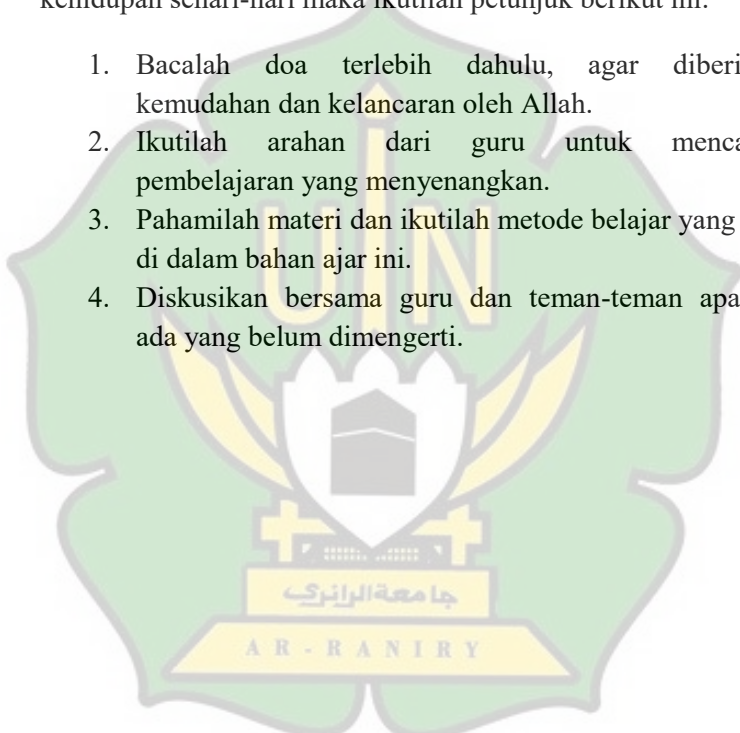 kehidupan sehari-hari maka ikutilah petunjuk berikut ini:
1. Bacalah doa terlebih dahulu, agar diberi
kemudahan dan kelancaran oleh Allah.
2. Ikutilah arahan dari guru untuk menca
pembelajaran yang menyenangkan.
3. Pahamilah materi dan ikutilah metode belajar yang
di dalam bahan ajar ini.
4. Diskusikan bersama guru dan teman-teman apa
ada yang belum dimengerti.
UIN
جامعة الرانري
AR-RANIRY